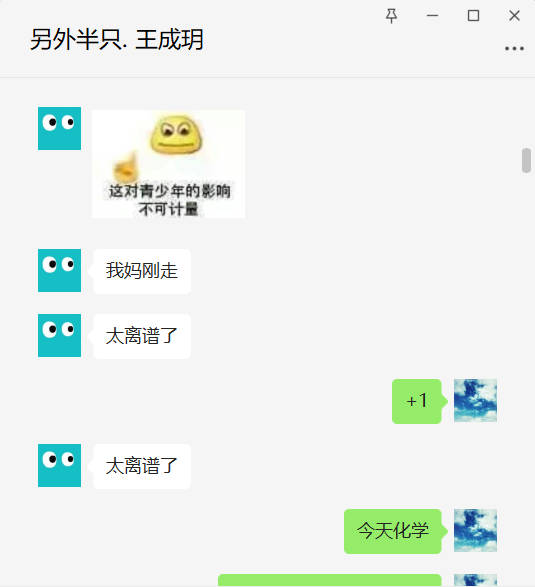 另外半只. 王成玥
这对青少年的影响
不可计量
我妈刚走
太离谱了
+1
太离谱了
今天化学